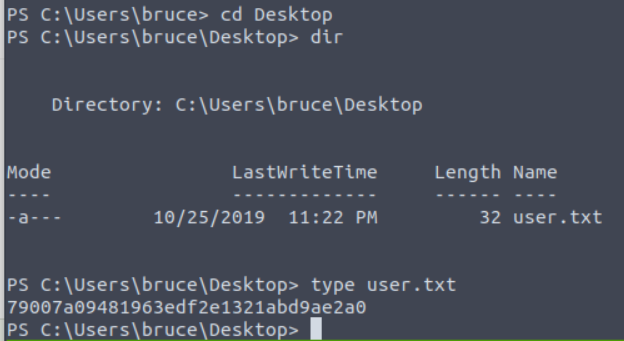 PS C:\Users\bruce> cd Desktop
PS C:\Users\bruce\Desktop> dir
Directory: C:\Users\bruce\Desktop
Mode LastWriteTime Length Name
---- ------------- ------ ----
-a--- 10/25/2019 11:22 PM 32 user.txt
PS C:\Users\bruce\Desktop> type user.txt
79007a09481963edf2e1321abd9ae2a0
PS C:\Users\bruce\Desktop>